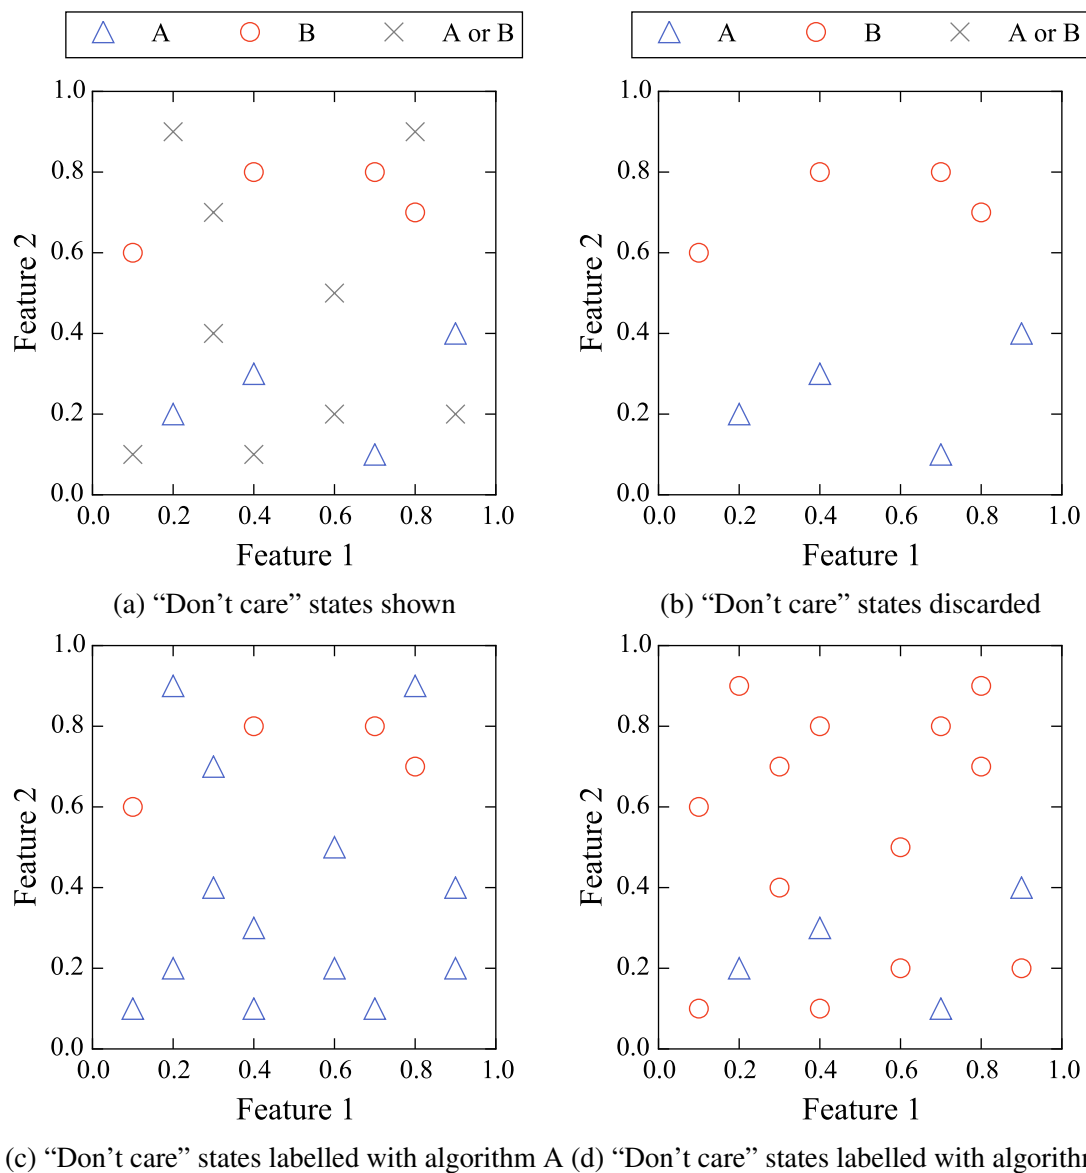 A B A or B
A B A or B
1.0
0.8
0.6
0.4
0.2
0.0
Feature 2
0.0 0.2 0.4 0.6 0.8 1.0
Feature 1
(a) “Don’t care” states shown
1.0
0.8
0.6
0.4
0.2
0.0
Feature 2
0.0 0.2 0.4 0.6 0.8 1.0
Feature 1
(b) “Don’t care” states discarded
1.0
0.8
0.6
0.4
0.2
0.0
Feature 2
0.0 0.2 0.4 0.6 0.8 1.0
Feature 1
(c) “Don’t care” states labelled with algorithm A
1.0
0.8
0.6
0.4
0.2
0.0
Feature 2
0.0 0.2 0.4 0.6 0.8 1.0
Feature 1
(d) “Don’t care” states labelled with algorithm